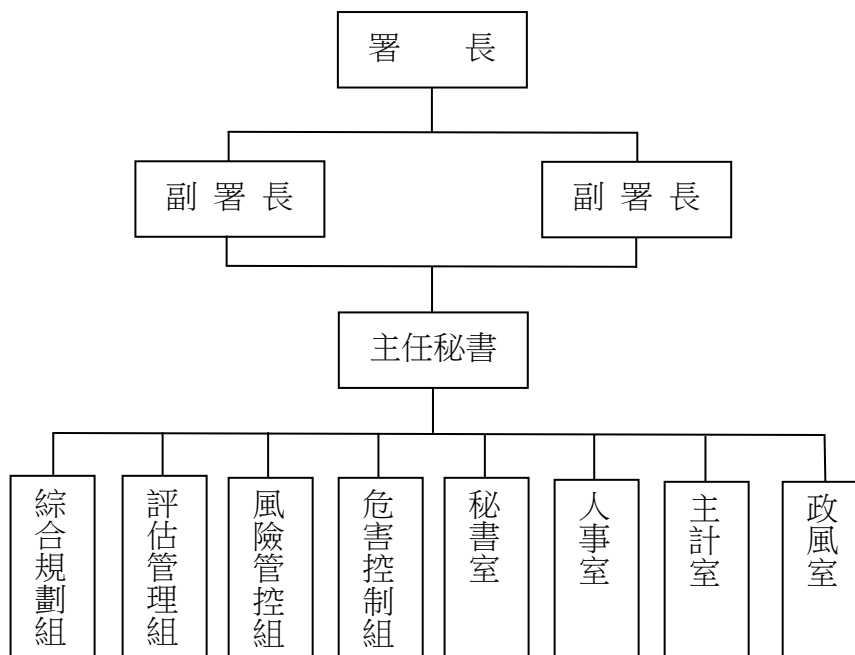 署　　長
副 署 長
副 署 長
主任秘書
綜合規劃組
評估管理組
風險管控組
危害控制組
秘書室
人事室
主計室
政風室